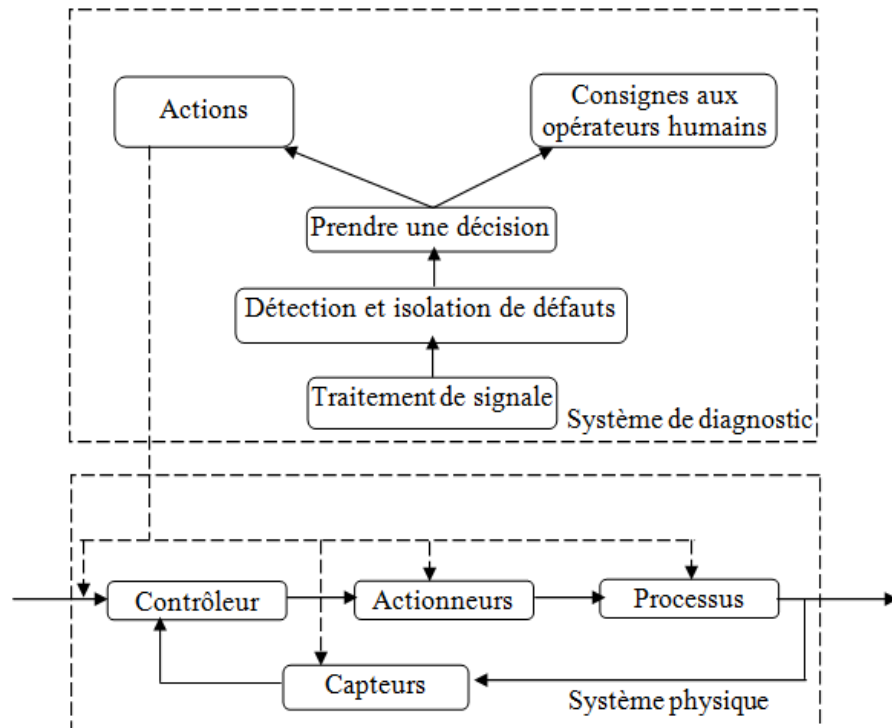 Actions
Consignes aux
opérateurs humains
Prendre une décision
Détection et isolation de défauts
Traitement de signale
Système de diagnostic
Contrôleur
Actionneurs
Processus
Capteurs
Système physique